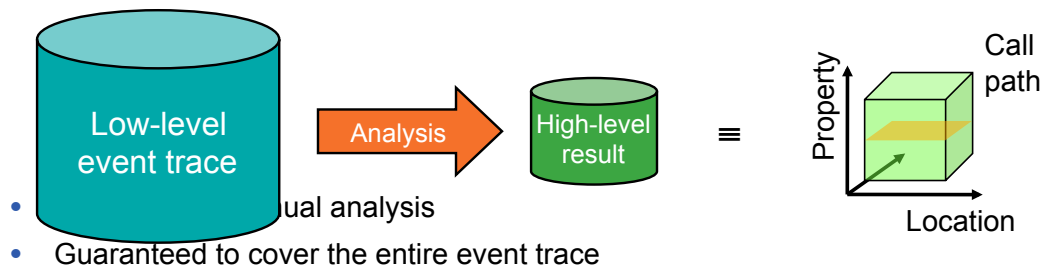 Low-level
event trace
Analysis
High-level
result
≡
Property
Call
path
Location
• analysis
• Guaranteed to cover the entire event trace